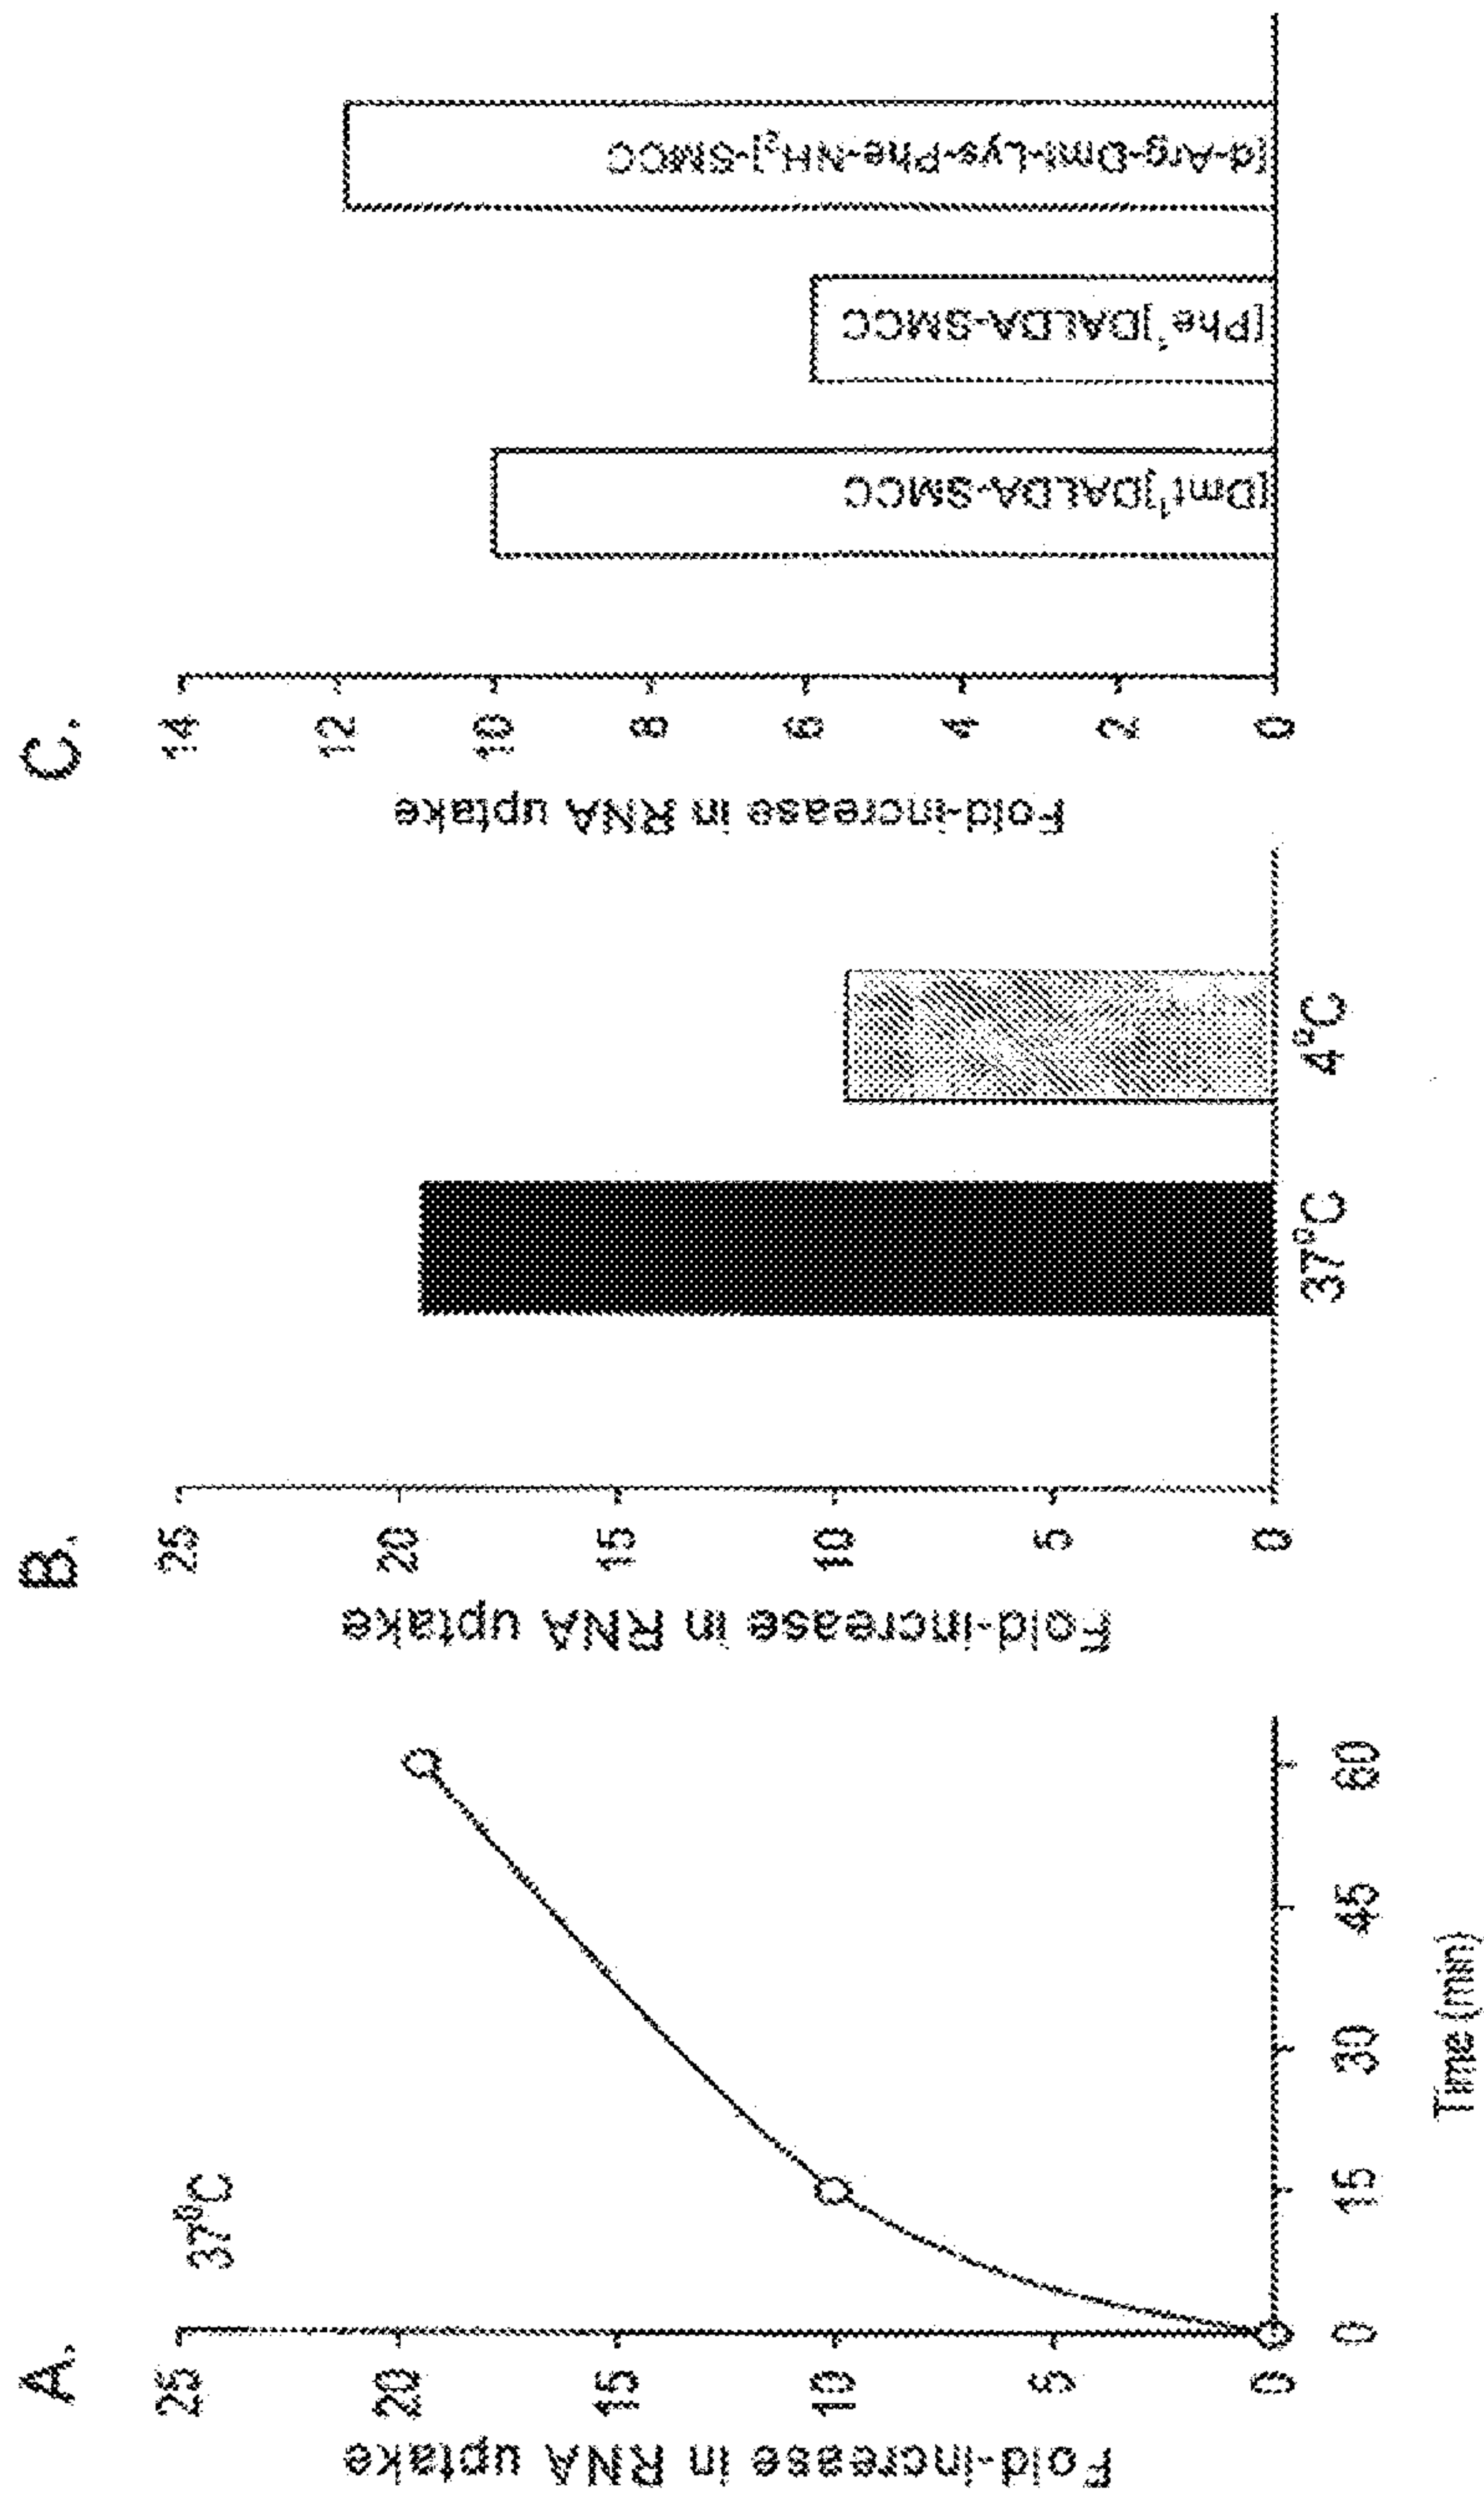 A.
Fold-increase in RNA uptake
25
20
15
10
5
0
37°C
0
15
30
45
60
Time (min)
B.
Fold-increase in RNA uptake
25
20
15
10
5
0
37°C
4°C
C.
Fold-increase in RNA uptake
14
12
10
8
6
4
2
0
[Dmt¹]DALDA-SMCC
[Phe¹]DALDA-SMCC
[d-Arg-Dmt-Lys-Phe-NH₂]-SMCC